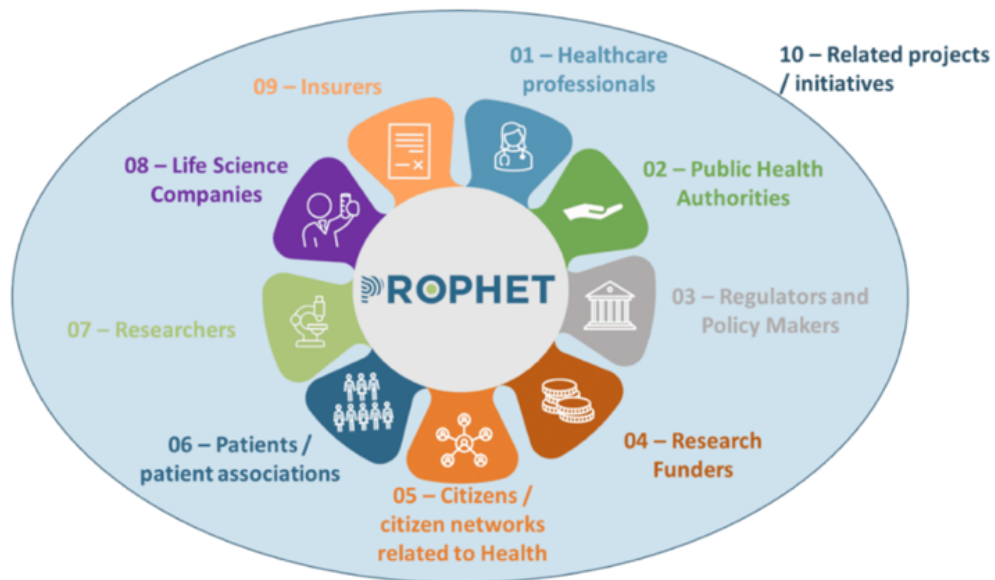 01 – Healthcare
professionals
10 – Related projects
/ initiatives
09 – Insurers
08 – Life Science
Companies
02 – Public Health
Authorities
PROPHET
03 – Regulators and
Policy Makers
07 – Researchers
06 – Patients /
patient associations
04 – Research
Funders
05 – Citizens /
citizen networks
related to Health